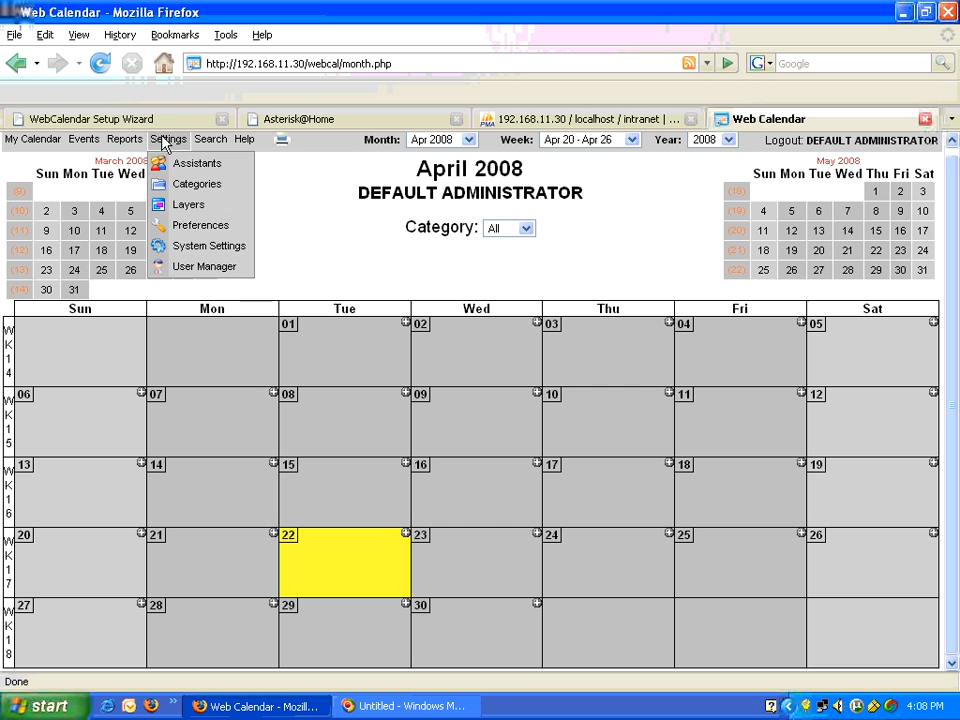 Web Calendar - Mozilla Firefox
File Edit View History Bookmarks Tools Help
http://192.168.11.30/webcal/month.php
G Google
WebCalendar Setup Wizard
Asterisk@Home
PMA 192.168.11.30 / localhost / intranet | ...
Web Calendar
My Calendar Events Reports Settings Search Help
Month: Apr 2008 Week: Apr 20 - Apr 26 Year: 2008 Logout: DEFAULT ADMINISTRATOR
Assistants
Categories
Layers
Preferences
System Settings
User Manager
March 2008
Sun Mon Tue Wed
(9)
(10) 2 3 4 5
(11) 9 10 11 12
(12) 16 17 18 19
(13) 23 24 25 26
(14) 30 31
April 2008
DEFAULT ADMINISTRATOR
Category: All
May 2008
Sun Mon Tue Wed Thu Fri Sat
(18) 1 2 3
(19) 4 5 6 7 8 9 10
(20) 11 12 13 14 15 16 17
(21) 18 19 20 21 22 23 24
(22) 25 26 27 28 29 30 31
Sun Mon Tue Wed Thu Fri Sat
WK14 01 02 03 04 05
WK15 06 07 08 09 10 11 12
WK16 13 14 15 16 17 18 19
WK17 20 21 22 23 24 25 26
WK18 27 28 29 30
Done
start
Web Calendar - Mozill...
Untitled - Windows M...
4:08 PM